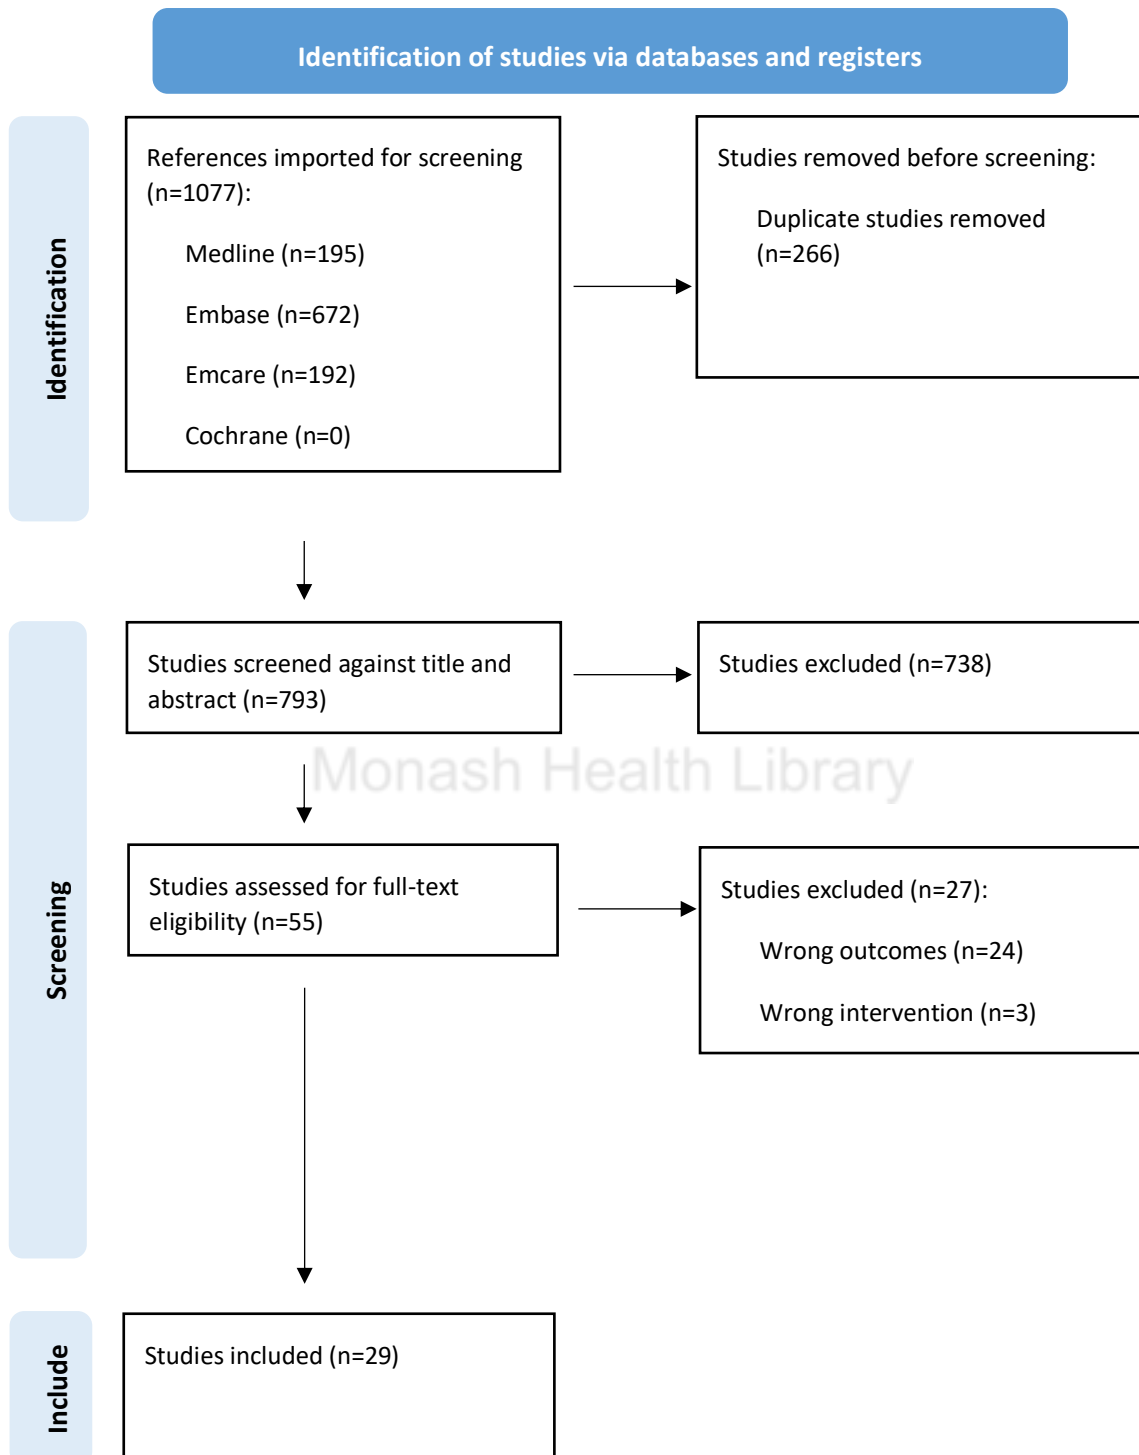 Identification of studies via databases and registers
Identification
References imported for screening
(n=1077):
Medline (n=195)
Embase (n=672)
Emcare (n=192)
Cochrane (n=0)
Studies removed before screening:
Duplicate studies removed
(n=266)
Screening
Studies screened against title and
abstract (n=793)
Studies excluded (n=738)
Monash Health Library
Studies assessed for full-text
eligibility (n=55)
Studies excluded (n=27):
Wrong outcomes (n=24)
Wrong intervention (n=3)
Include
Studies included (n=29)